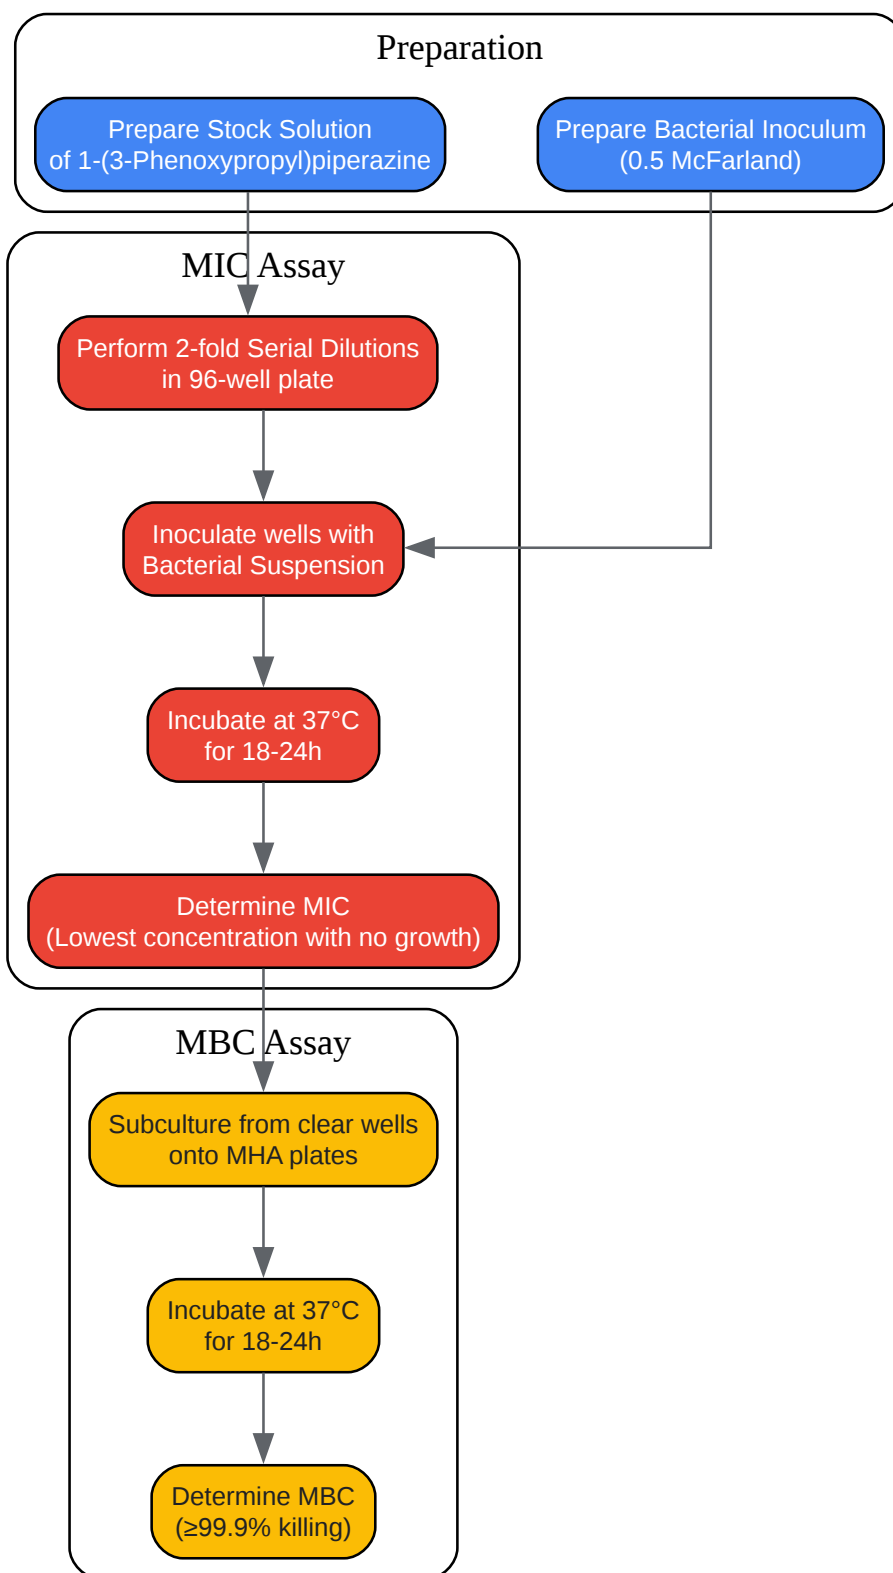 Preparation
Prepare Stock Solution
of 1-(3-Phenoxypropyl)piperazine
Prepare Bacterial Inoculum
(0.5 McFarland)
MIC Assay
Perform 2-fold Serial Dilutions
in 96-well plate
Inoculate wells with
Bacterial Suspension
Incubate at 37°C
for 18-24h
Determine MIC
(Lowest concentration with no growth)
MBC Assay
Subculture from clear wells
onto MHA plates
Incubate at 37°C
for 18-24h
Determine MBC
(≥99.9% killing)